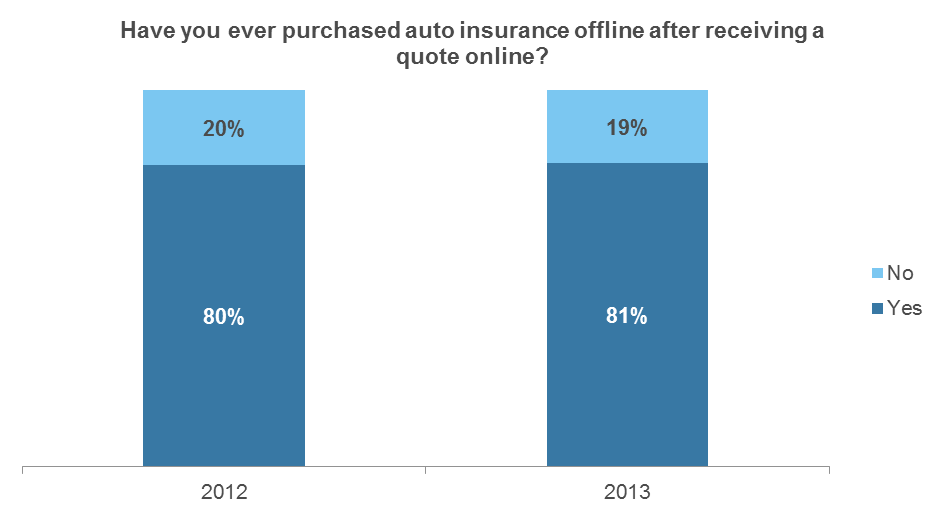 Have you ever purchased auto insurance offline after receiving a
quote online?
20%
19%
80%
81%
No
Yes
2012
2013